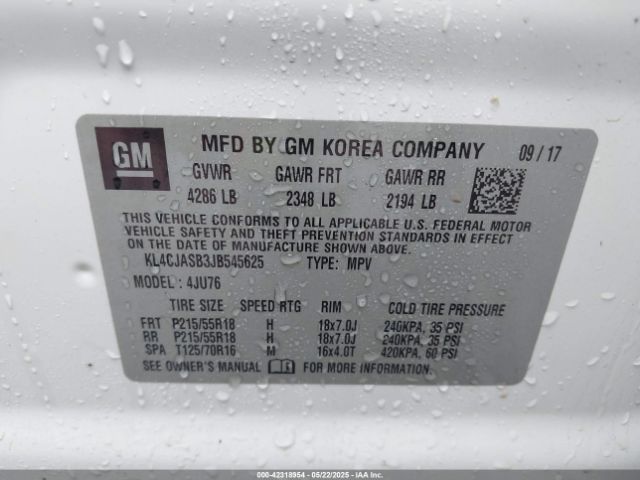 GM
MFD BY GM KOREA COMPANY 09 / 17
GVWR GAWR FRT GAWR RR
4286 LB 2348 LB 2194 LB
THIS VEHICLE CONFORMS TO ALL APPLICABLE U.S. FEDERAL MOTOR
VEHICLE SAFETY AND THEFT PREVENTION STANDARDS IN EFFECT
ON THE DATE OF MANUFACTURE SHOWN ABOVE.
KL4CJASB3JB545625 TYPE: MPV
MODEL: 4JU76
TIRE SIZE SPEED RTG RIM COLD TIRE PRESSURE
FRT P215/55R18 H 18x7.0J 240KPA, 35 PSI
RR P215/55R18 H 18x7.0J 240KPA, 35 PSI
SPA T125/70R16 M 16x4.0T 420KPA, 60 PSI
SEE OWNER'S MANUAL FOR MORE INFORMATION
000-42318954 - 05/22/2025 - IAAI.COM